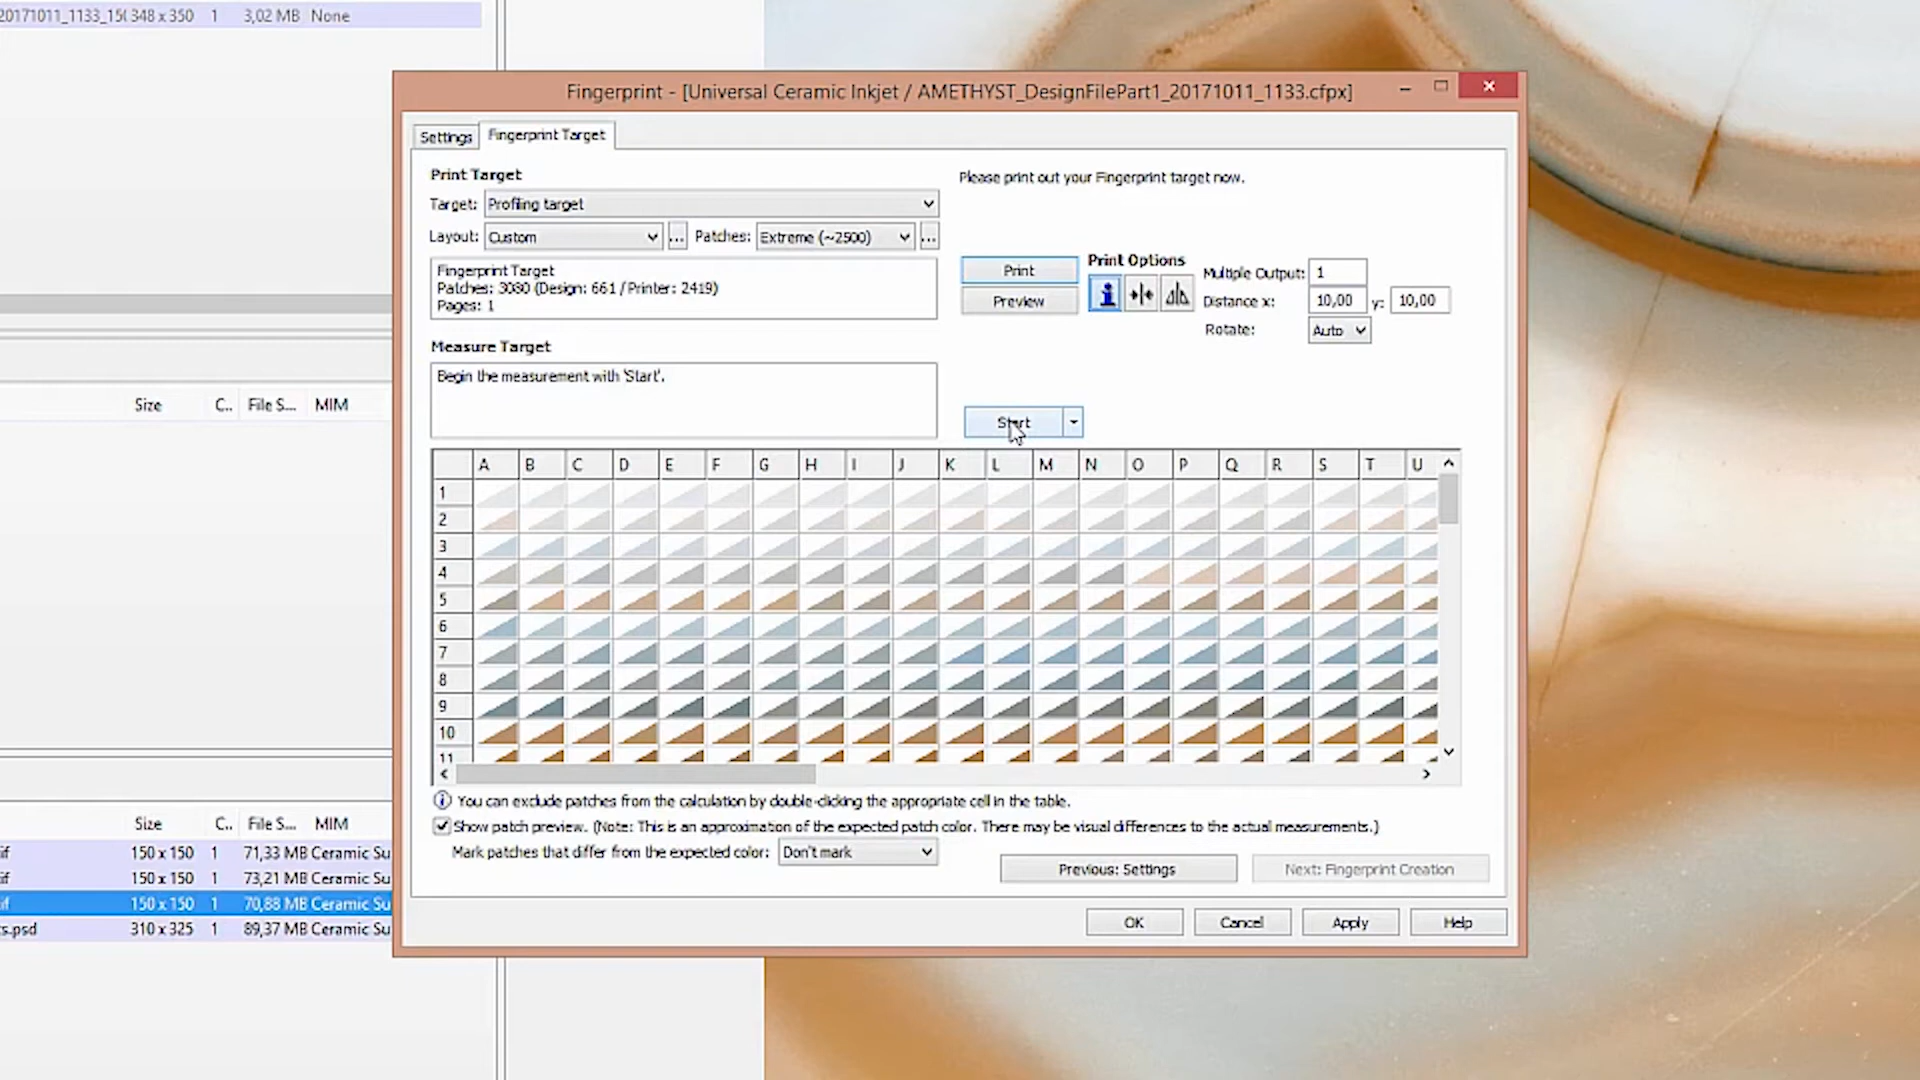 20171011_1133_15( 348 x 350 1 3,02 MB None
Fingerprint - [Universal Ceramic Inkjet / AMETHYST_DesignFilePart1_20171011_1133.cfpx]
Settings Fingerprint Target
Print Target
Please print out your Fingerprint target now.
Target: Profiling target
Layout: Custom ... Patches: Extreme (~2500) ...
Fingerprint Target
Patches: 3080 (Design: 661 / Printer: 2419)
Pages: 1
Print
Preview
Print Options
Multiple Output: 1
Distance x: 10,00 y: 10,00
Rotate: Auto
Measure Target
Begin the measurement with 'Start'.
Start
Size C.. File S... MIM
A B C D E F G H I J K L M N O P Q R S T U
1
2
3
4
5
6
7
8
9
10
11
You can exclude patches from the calculation by double-clicking the appropriate cell in the table.
Show patch preview. (Note: This is an approximation of the expected patch color. There may be visual differences to the actual measurements.)
Mark patches that differ from the expected color: Don't mark
Previous: Settings Next: Fingerprint Creation
OK Cancel Apply Help
Size C.. File S... MIM
if 150 x 150 1 71,33 MB Ceramic Su
if 150 x 150 1 73,21 MB Ceramic Su
if 150 x 150 1 70,88 MB Ceramic Su
ts.psd 310 x 325 1 89,37 MB Ceramic Su